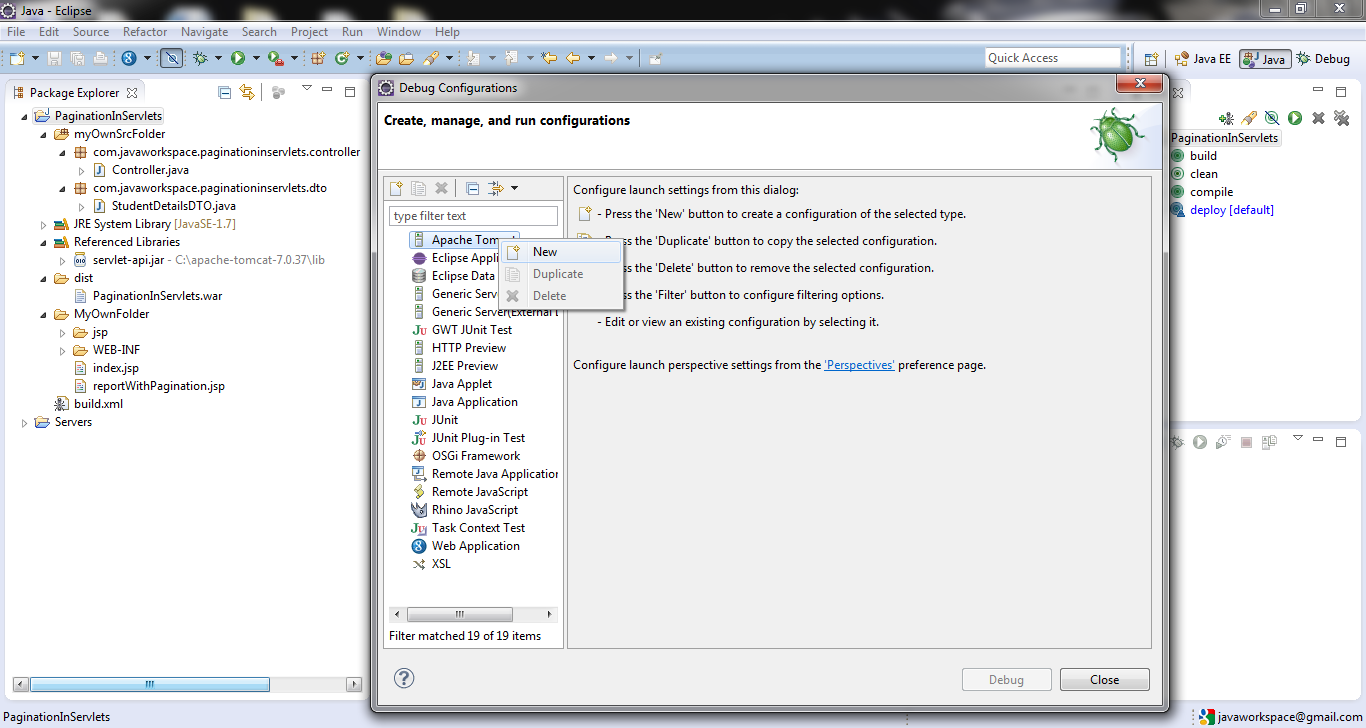 Java - Eclipse
File Edit Source Refactor Navigate Search Project Run Window Help
Quick Access
Java EE
Java
Debug
Package Explorer
PaginationInServlets
myOwnSrcFolder
com.javaworkspace.paginationinservlets.controller
Controller.java
com.javaworkspace.paginationinservlets.dto
StudentDetailsDTO.java
JRE System Library [JavaSE-1.7]
Referenced Libraries
servlet-api.jar - C:\apache-tomcat-7.0.37\lib
dist
PaginationInServlets.war
MyOwnFolder
jsp
WEB-INF
index.jsp
reportWithPagination.jsp
build.xml
Servers
Debug Configurations
Create, manage, and run configurations
type filter text
Apache Tom
Eclipse Appli
Eclipse Data
Generic Serv
Generic Server(External L
GWT JUnit Test
HTTP Preview
J2EE Preview
Java Applet
Java Application
JUnit
JUnit Plug-in Test
OSGi Framework
Remote Java Application
Remote JavaScript
Rhino JavaScript
Task Context Test
Web Application
XSL
Filter matched 19 of 19 items
New
Duplicate
Delete
Configure launch settings from this dialog:
- Press the 'New' button to create a configuration of the selected type.
ss the 'Duplicate' button to copy the selected configuration.
ss the 'Delete' button to remove the selected configuration.
ss the 'Filter' button to configure filtering options.
- Edit or view an existing configuration by selecting it.
Configure launch perspective settings from the 'Perspectives' preference page.
Debug
Close
PaginationInServlets
build
clean
compile
deploy [default]
PaginationInServlets
javaworkspace@gmail.com